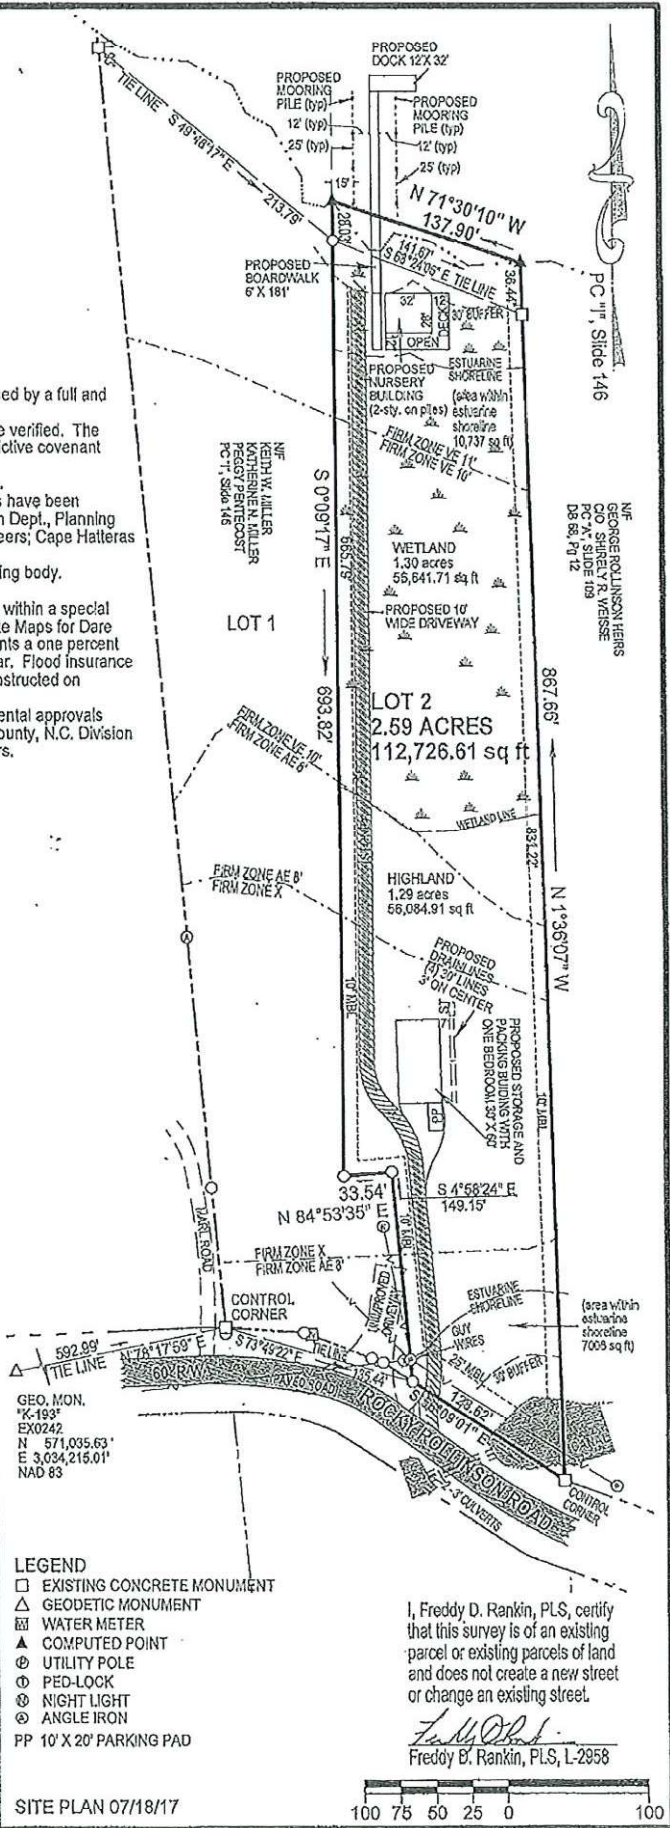 PROPOSED
DOCK 12'X 32'
PROPOSED
MOORING
PILE (typ)
12' (typ)
25' (typ)
PROPOSED
MOORING
PILE (typ)
12' (typ)
25' (typ)
TIE LINE S 49°46'17" E
213.79'
15'
28.03'
N 71°30'10" W
137.90'
141.67'
S 63°24'06" E TIE LINE
36.44'
PC "I", Slide 146
PROPOSED
BOARDWALK
6' X 181'
32'
12'
28'
DECK
OPEN
30' BUFFER
PROPOSED
NURSERY
BUILDING
(2-sty. on piles)
ESTUARINE
SHORELINE
(area within
estuarine
shoreline
10,737 sq ft)
FIRM ZONE VE 11'
FIRM ZONE VE 10'
sed by a full and
e verified. The
ictive covenant
s have been
n Dept., Planning
eers; Cape Hatteras
ing body.
within a special
te Maps for Dare
nts a one percent
ar. Flood insurance
nstructed on
ental approvals
ounty, N.C. Division
rs.
N/F
KEITH W. MILLER
KATHERINE N. MILLER
PEGGY PENTECOST
PC "I", Slide 146
S 0°09'17" E
693.82'
665.79'
LOT 1
WETLAND
1.30 acres
56,641.71 sq ft
PROPOSED 10'
WIDE DRIVEWAY
N/F
GEORGE ROLLINSON HEIRS
C/O SHIRELY R. WEISSE
PC "A", SLIDE 109
DB 68, Pg 12
867.66'
N 1°36'07" W
831.22'
LOT 2
2.59 ACRES
112,726.61 sq ft
FIRM ZONE VE 10'
FIRM ZONE AE 8'
WETLAND LINE
FIRM ZONE AE 8'
FIRM ZONE X
HIGHLAND
1.29 acres
56,084.91 sq ft
10' MBL
PROPOSED
DRAINLINES
(4) 30' LINES
3' ON CENTER
ST
PP
PROPOSED STORAGE AND
PACKING BUIDING WITH
ONE BEDROOM 30' X 60'
10' MBL
33.54'
N 84°53'35" E
S 4°58'24" E
149.15'
10' MBL
DARL ROAD
FIRM ZONE X
FIRM ZONE AE 8'
UNIMPROVED
CONTROL
CORNER
ESTUARINE
SHORELINE
GUY
WIRES
(area within
estuarine
shoreline
7008 sq ft)
592.99'
TIE LINE
N 78°17'59" E
60' R/W
S 73°49'22" E
TIE LINE
135.44'
PAVED ROAD
25' MBL
30' BUFFER
128.62'
ROCKY ROLLINSON ROAD
2-3' CULVERTS
CONTROL
CORNER
GEO. MON.
"K-193"
EX0242
N 571,035.63'
E 3,034,215.01'
NAD 83
LEGEND
EXISTING CONCRETE MONUMENT
GEODETIC MONUMENT
WATER METER
COMPUTED POINT
UTILITY POLE
PED-LOCK
NIGHT LIGHT
ANGLE IRON
PP 10' X 20' PARKING PAD
I, Freddy D. Rankin, PLS, certify
that this survey is of an existing
parcel or existing parcels of land
and does not create a new street
or change an existing street.
Freddy D. Rankin, PLS, L-2958
SITE PLAN 07/18/17
100 75 50 25 0 100